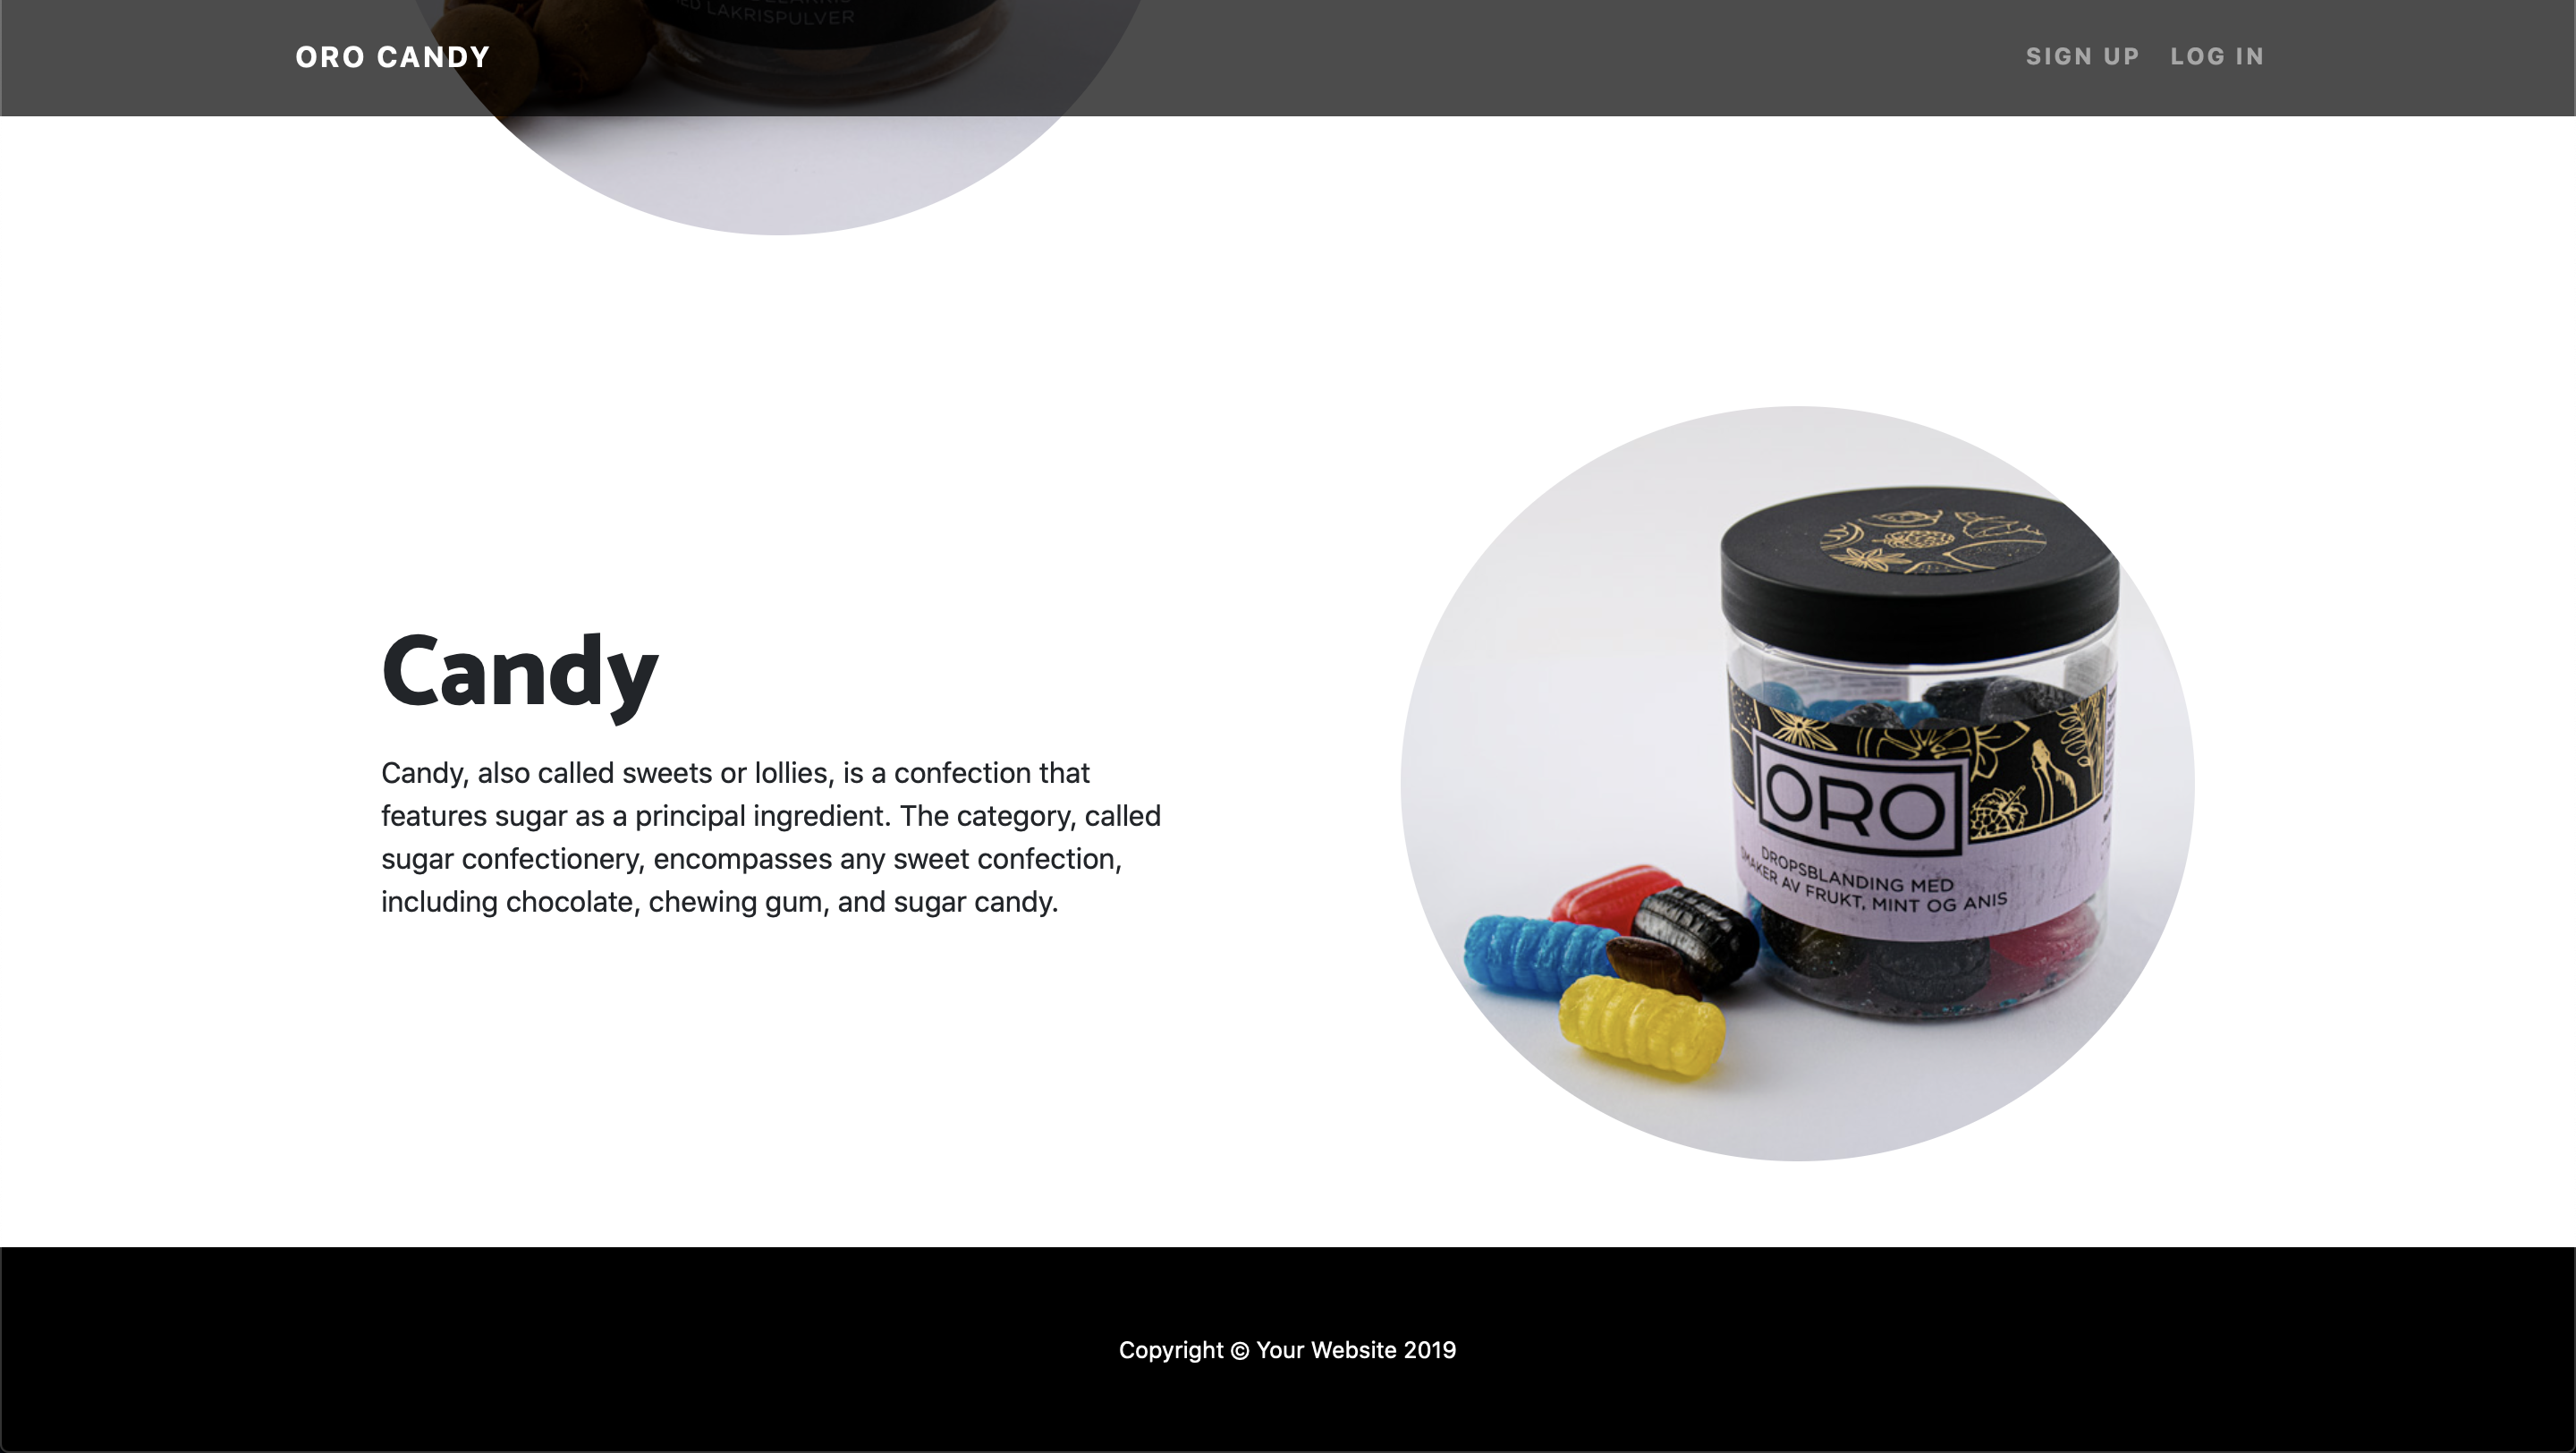 LAKRISPULVER
ORO CANDY
SIGN UP
LOG IN
Candy
Candy, also called sweets or lollies, is a confection that
features sugar as a principal ingredient. The category, called
sugar confectionery, encompasses any sweet confection,
including chocolate, chewing gum, and sugar candy.
ORO
DROPSBLANDING MED
SMAKER AV FRUKT, MINT OG ANIS
Copyright © Your Website 2019